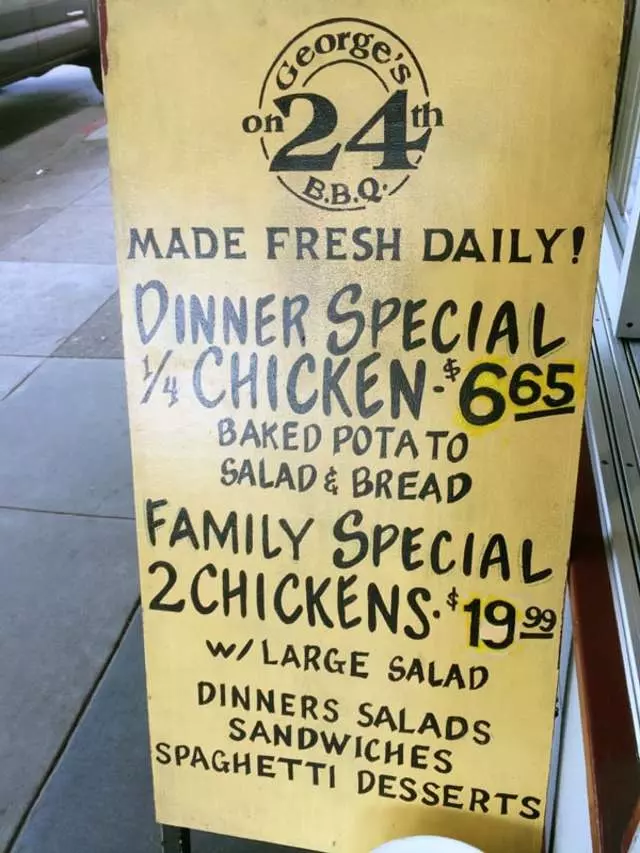 George's
on 24th
B.B.Q.
MADE FRESH DAILY!
DINNER SPECIAL
1/4 CHICKEN-$6 65
BAKED POTATO
SALAD & BREAD
FAMILY SPECIAL
2 CHICKENS-$19 99
W/ LARGE SALAD
DINNERS SALADS
SANDWICHES
SPAGHETTI DESSERTS